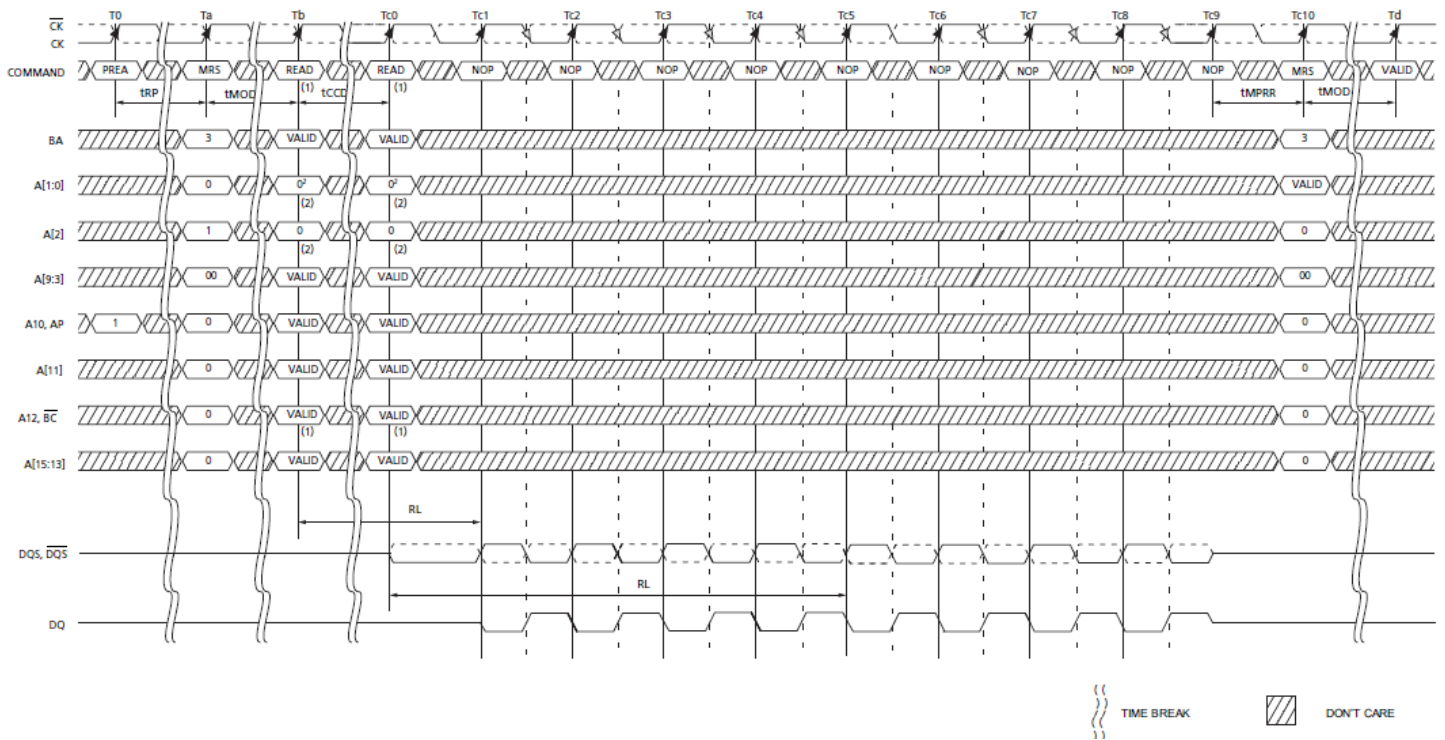 T0 Ta Tb Tc0 Tc1 Tc2 Tc3 Tc4 Tc5 Tc6 Tc7 Tc8 Tc9 Tc10 Td
CK
CK
COMMAND PREA MRS READ READ NOP NOP NOP NOP NOP NOP NOP NOP NOP MRS VALID
(1) (1)
tRP tMOD tCCD tMPRR tMOD
BA 3 VALID VALID 3
A[1:0] 0² 0² VALID
0
(2) (2)
A[2] 1 0 0 0
(2) (2)
A[9:3] 00 VALID VALID 00
A10, AP 1 0 VALID VALID 0
A[11] 0 VALID VALID 0
A12, BC 0 VALID VALID 0
(1) (1)
A[15:13] 0 VALID VALID 0
RL
DQS, DQS
RL
DQ
TIME BREAK DON'T CARE